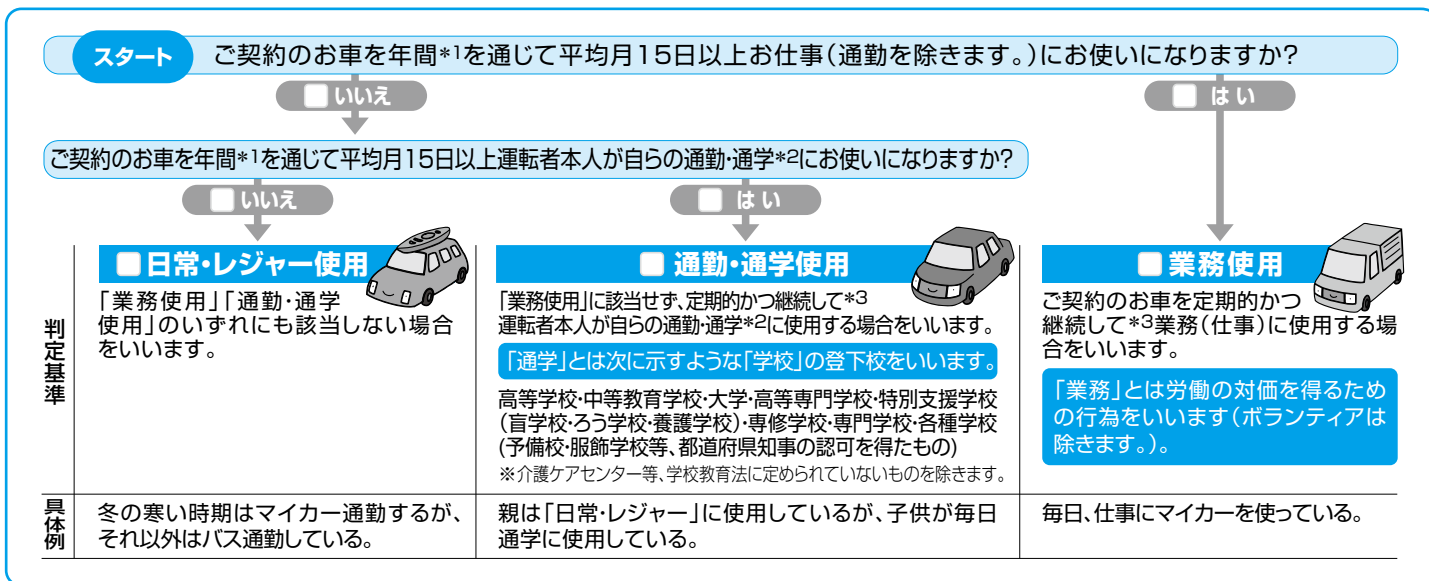 スタート ご契約のお車を年間*1を通じて平均月15日以上お仕事(通勤を除きます。)にお使いになりますか?
いいえ
はい
ご契約のお車を年間*1を通じて平均月15日以上運転者本人が自らの通勤・通学*2にお使いになりますか?
いいえ
はい
判定基準
日常・レジャー使用
「業務使用」「通勤・通学
使用」のいずれにも該当しない場合
をいいます。
通勤・通学使用
「業務使用」に該当せず、定期的かつ継続して*3
運転者本人が自らの通勤・通学*2に使用する場合をいいます。
「通学」とは次に示すような「学校」の登下校をいいます。
高等学校・中等教育学校・大学・高等専門学校・特別支援学校
(盲学校・ろう学校・養護学校)・専修学校・専門学校・各種学校
(予備校・服飾学校等、都道府県知事の認可を得たもの)
※介護ケアセンター等、学校教育法に定められていないものを除きます。
業務使用
ご契約のお車を定期的かつ
継続して*3業務(仕事)に使用する場
合をいいます。
「業務」とは労働の対価を得るため
の行為をいいます(ボランティアは
除きます。)。
具体例
冬の寒い時期はマイカー通勤するが、
それ以外はバス通勤している。
親は「日常・レジャー」に使用しているが、子供が毎日
通学に使用している。
毎日、仕事にマイカーを使っている。